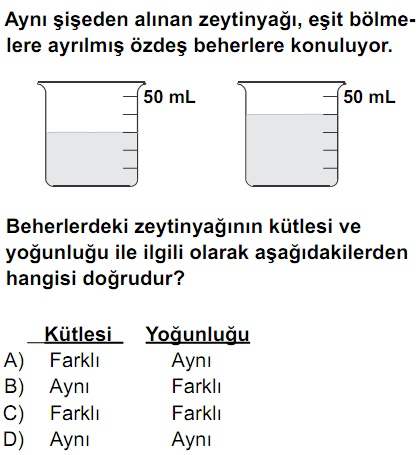 Aynı şişeden alınan zeytinyağı, eşit bölme-
lere ayrılmış özdeş beherlere konuluyor.
50 mL 50 mL
Beherlerdeki zeytinyağının kütlesi ve
yoğunluğu ile ilgili olarak aşağıdakilerden
hangisi doğrudur?
Kütlesi Yoğunluğu
A) Farklı Aynı
B) Aynı Farklı
C) Farklı Farklı
D) Aynı Aynı